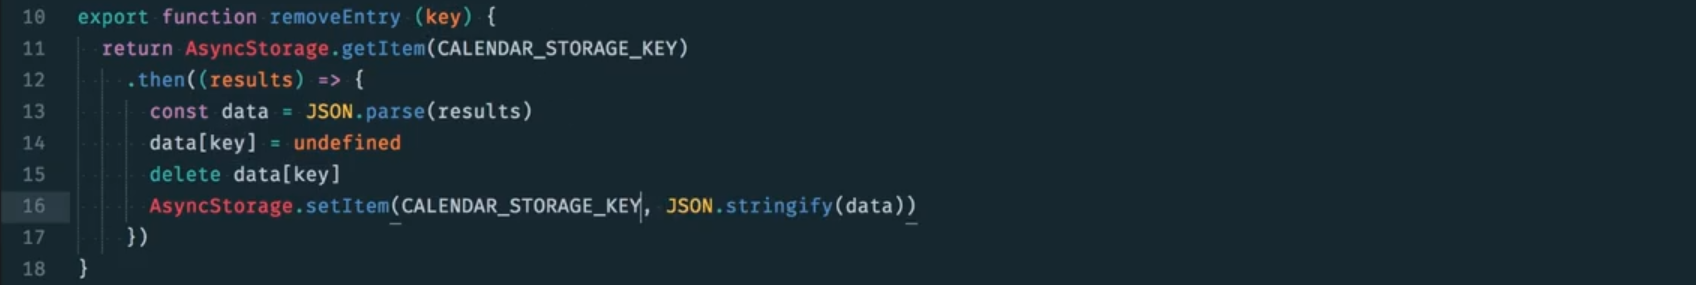 10 export function removeEntry (key) {
11 return AsyncStorage.getItem(CALENDAR_STORAGE_KEY)
12 .then((results) => {
13 const data = JSON.parse(results)
14 data[key] = undefined
15 delete data[key]
16 AsyncStorage.setItem(CALENDAR_STORAGE_KEY, JSON.stringify(data))
17 })
18 }